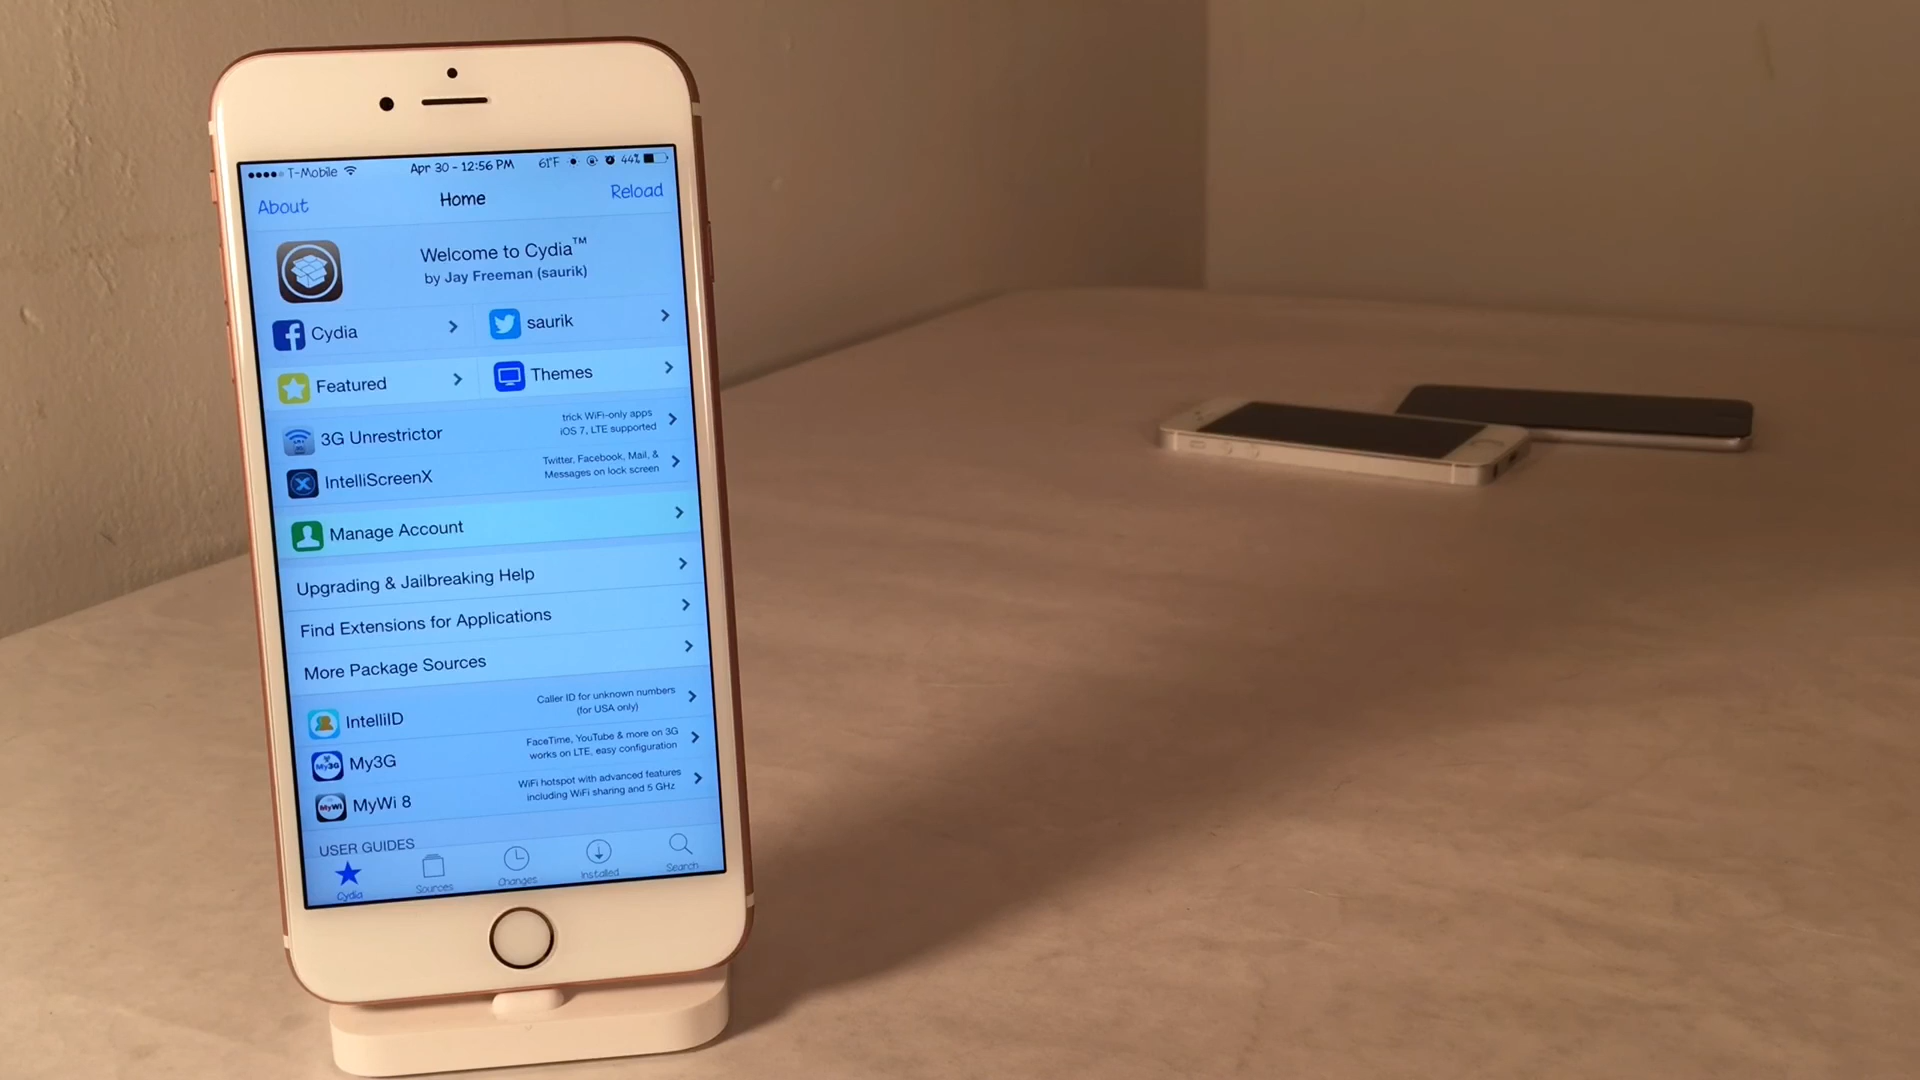 T-Mobile Apr 30 - 12:56 PM 61°F 44%
About Home Reload
Welcome to Cydia™
by Jay Freeman (saurik)
Cydia
saurik
Featured
Themes
3G Unrestrictor
trick WiFi-only apps
iOS 7, LTE supported
IntelliScreenX
Twitter, Facebook, Mail, &
Messages on lock screen
Manage Account
Upgrading & Jailbreaking Help
Find Extensions for Applications
More Package Sources
IntelliID
Caller ID for unknown numbers
(for USA only)
My3G
My3G
FaceTime, YouTube & more on 3G
works on LTE, easy configuration
MyWi
MyWi 8
WiFi hotspot with advanced features
including WiFi sharing and 5 GHz
USER GUIDES
Cydia Sources Changes Installed Search